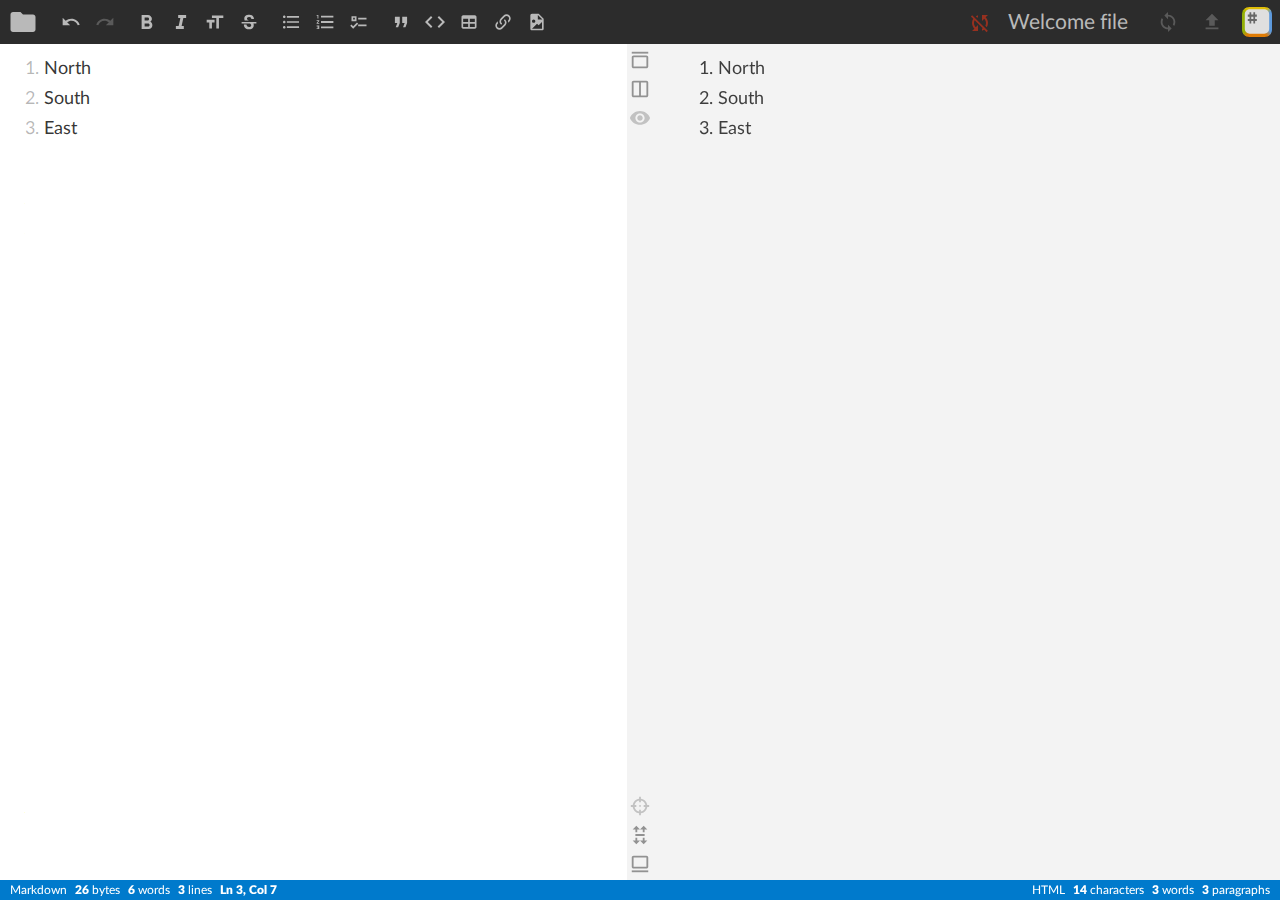 Welcome file
1. North
2. South
3. East
1. North
2. South
3. East
Markdown 26 bytes 6 words 3 lines Ln 3, Col 7
HTML 14 characters 3 words 3 paragraphs